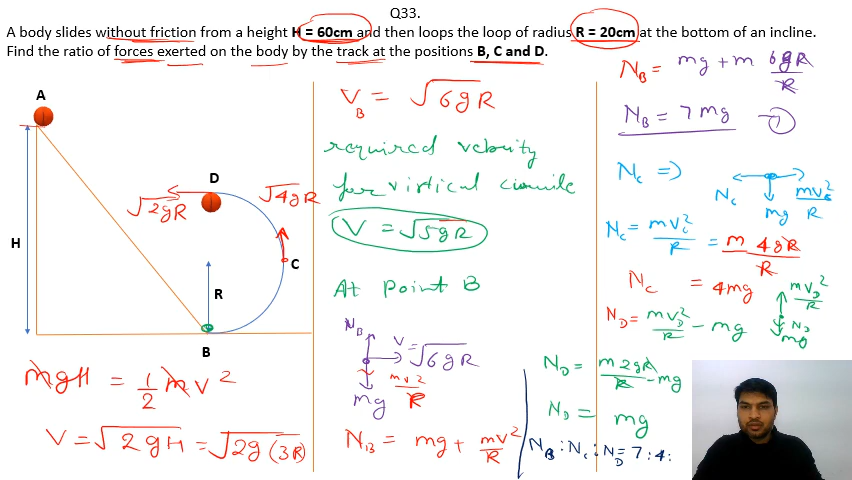 Q33.
A body slides without friction from a height H = 60cm and then loops the loop of radius R = 20cm at the bottom of an incline.
Find the ratio of forces exerted on the body by the track at the positions B, C and D.
A
D
√2gR
√4gR
H
R
C
B
mgH = 1/2 m v²
V = √2gH = √2g(3R)
V_B = √6gR
required velocity
for virtical circule
V = √5gR
At point B
N_B
V = √6gR
mv²/R
mg
N_B = mg + mv²/R
N_B = mg + m 6gR/R
N_B = 7mg
N_C ⇒
N_C
mg
mv²/R
N_C = mv_C²/R = m 4gR/R
N_C = 4mg
mv_D²/R
N_D = mv_D²/R - mg
N_D
mg
N_D = m2gR/R - mg
N_D = mg
N_B : N_C : N_D = 7 : 4 :